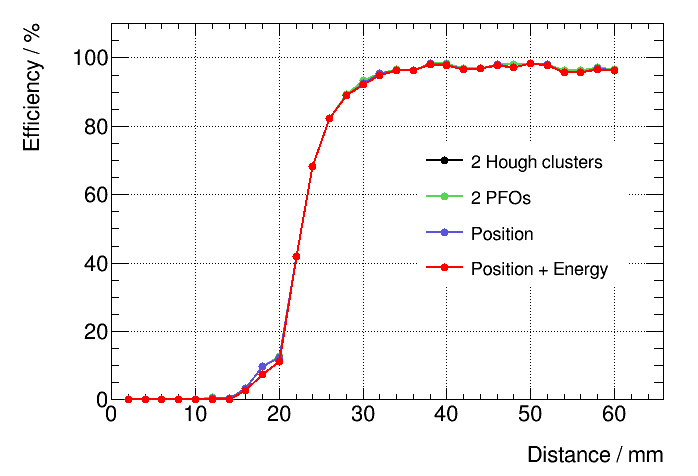 Efficiency / %
100
80
60
40
20
0
2 Hough clusters
2 PFOs
Position
Position + Energy
0 10 20 30 40 50 60
Distance / mm